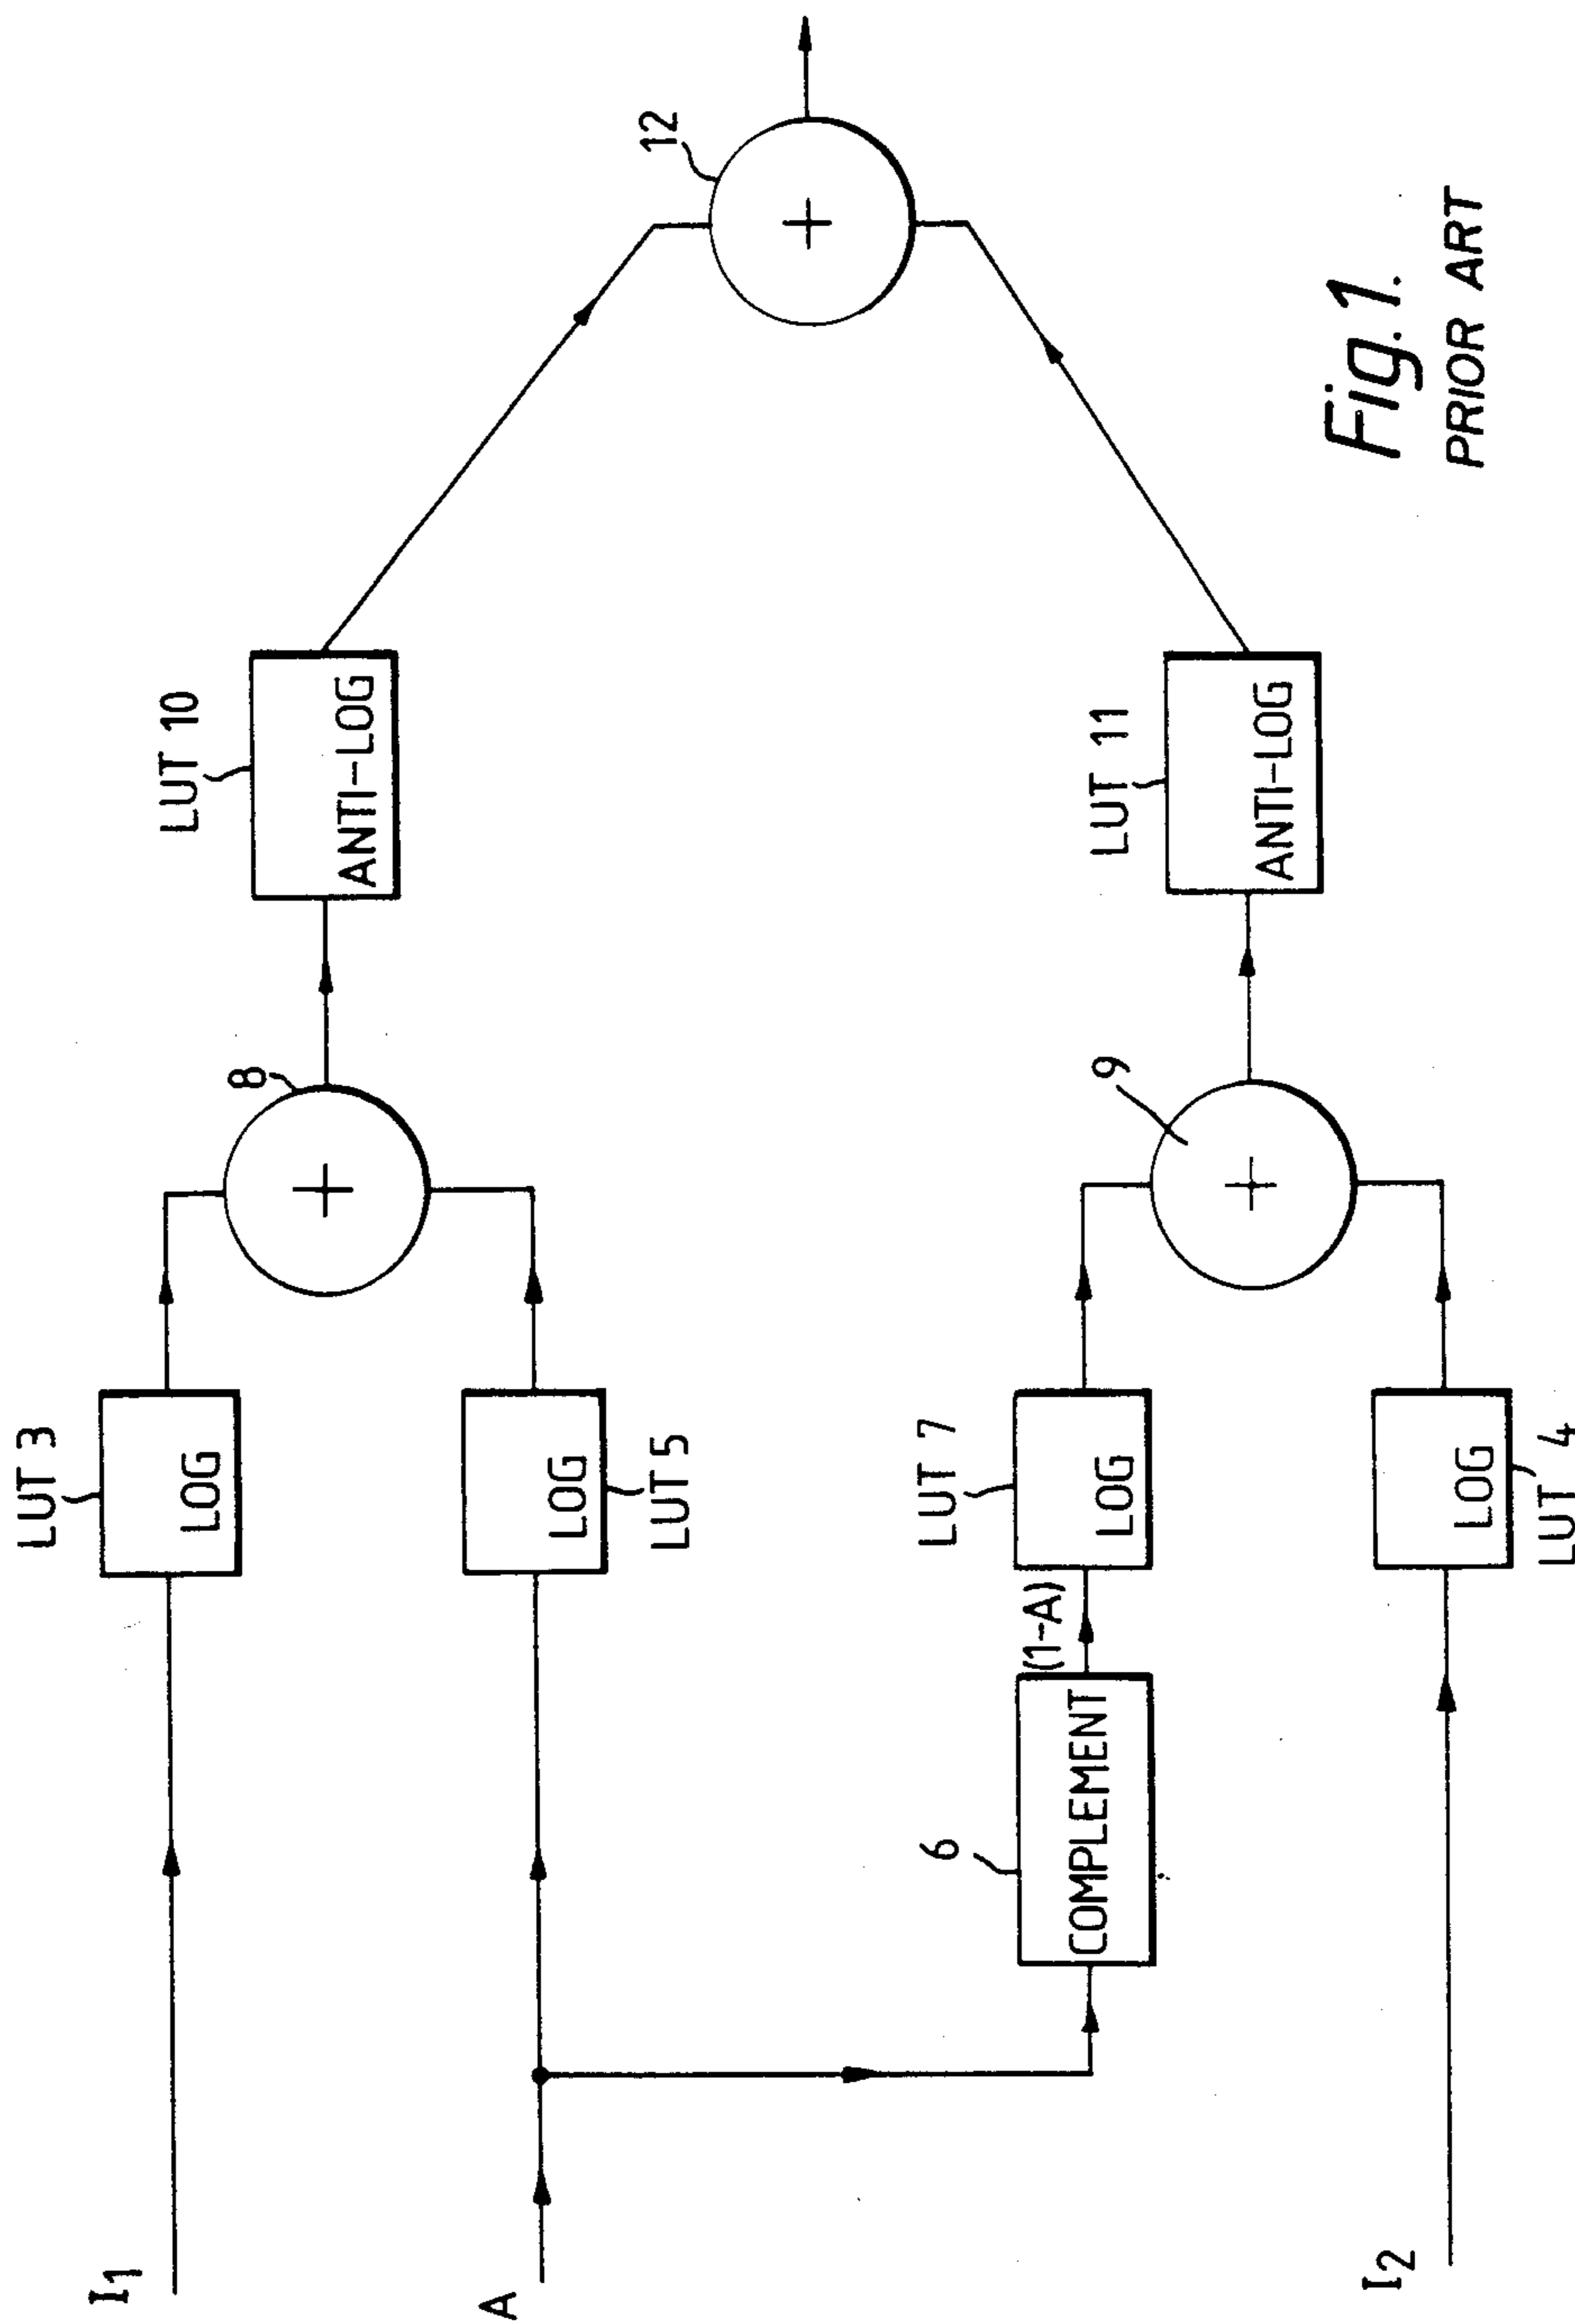 I1
LUT 3
LOG
8
+
LUT 10
ANTI-LOG
12
+
A
LOG
LUT 5
6
COMPLEMENT
(1-A)
LUT 7
LOG
9
+
LUT 11
ANTI-LOG
I2
LOG
LUT 4
Fig.1.
PRIOR ART